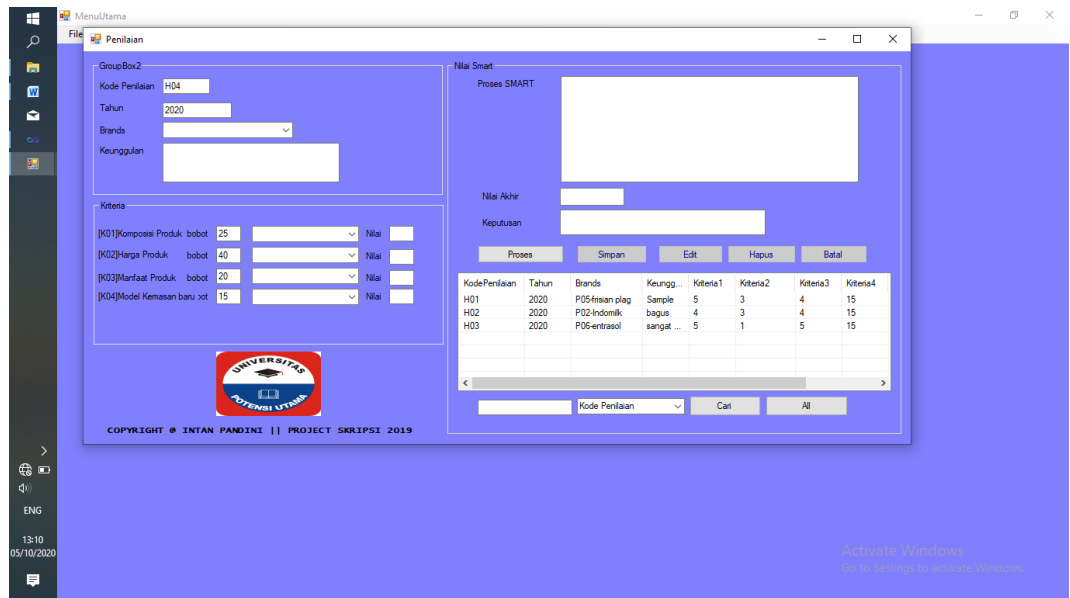 MenuUtama
File
Penilaian
GroupBox2
Kode Penilaian H04
Tahun 2020
Brands
Keunggulan
Kriteria
[K01]Komposisi Produk bobot 25 Nilai
[K02]Harga Produk bobot 40 Nilai
[K03]Manfaat Produk bobot 20 Nilai
[K04]Model Kemasan baru ot 15 Nilai
UNIVERSITAS
POTENSI UTAMA
COPYRIGHT @ INTAN PANDINI || PROJECT SKRIPSI 2019
Nilai Smart
Proses SMART
Nilai Akhir
Keputusan
Proses Simpan Edit Hapus Batal
KodePenilaian Tahun Brands Keungg... Kriteria1 Kriteria2 Kriteria3 Kriteria4
H01 2020 P05-frisian plag Sample 5 3 4 15
H02 2020 P02-Indomilk bagus 4 3 4 15
H03 2020 P06-entrasol sangat ... 5 1 5 15
Kode Penilaian Cari All
ENG
13:10
05/10/2020
Activate Windows
Go to Settings to activate Windows.